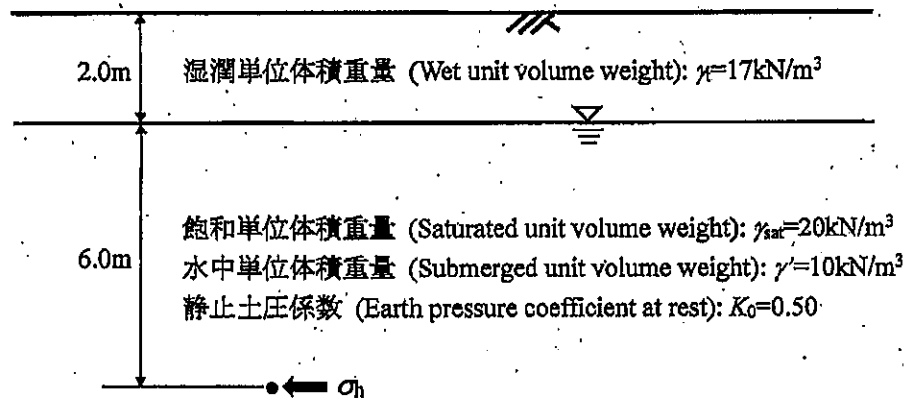 2.0m
湿潤単位体積重量 (Wet unit volume weight): γt=17kN/m³
6.0m
飽和単位体積重量 (Saturated unit volume weight): γsat=20kN/m³
水中単位体積重量 (Submerged unit volume weight): γ'=10kN/m³
静止土圧係数 (Earth pressure coefficient at rest): K₀=0.50
σh